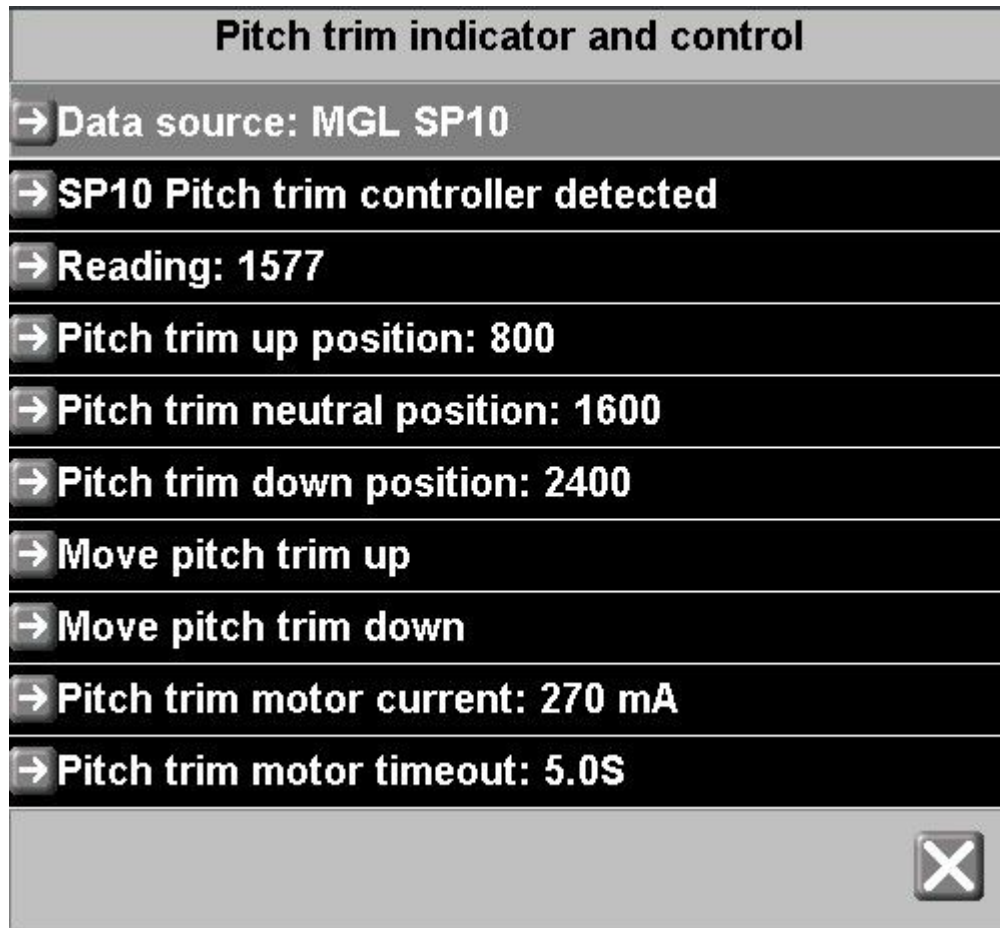 Pitch trim indicator and control
Data source: MGL SP10
SP10 Pitch trim controller detected
Reading: 1577
Pitch trim up position: 800
Pitch trim neutral position: 1600
Pitch trim down position: 2400
Move pitch trim up
Move pitch trim down
Pitch trim motor current: 270 mA
Pitch trim motor timeout: 5.0S